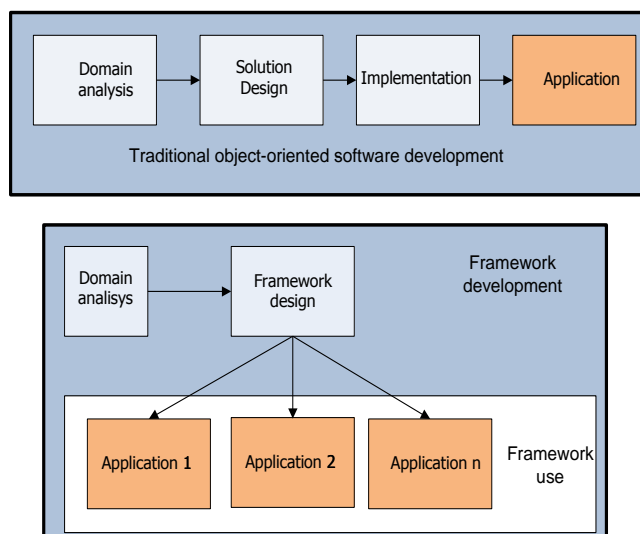 Domain
analysis
Solution
Design
Implementation
Application
Traditional object-oriented software development
Domain
analisys
Framework
design
Framework
development
Application 1
Application 2
Application n
Framework
use